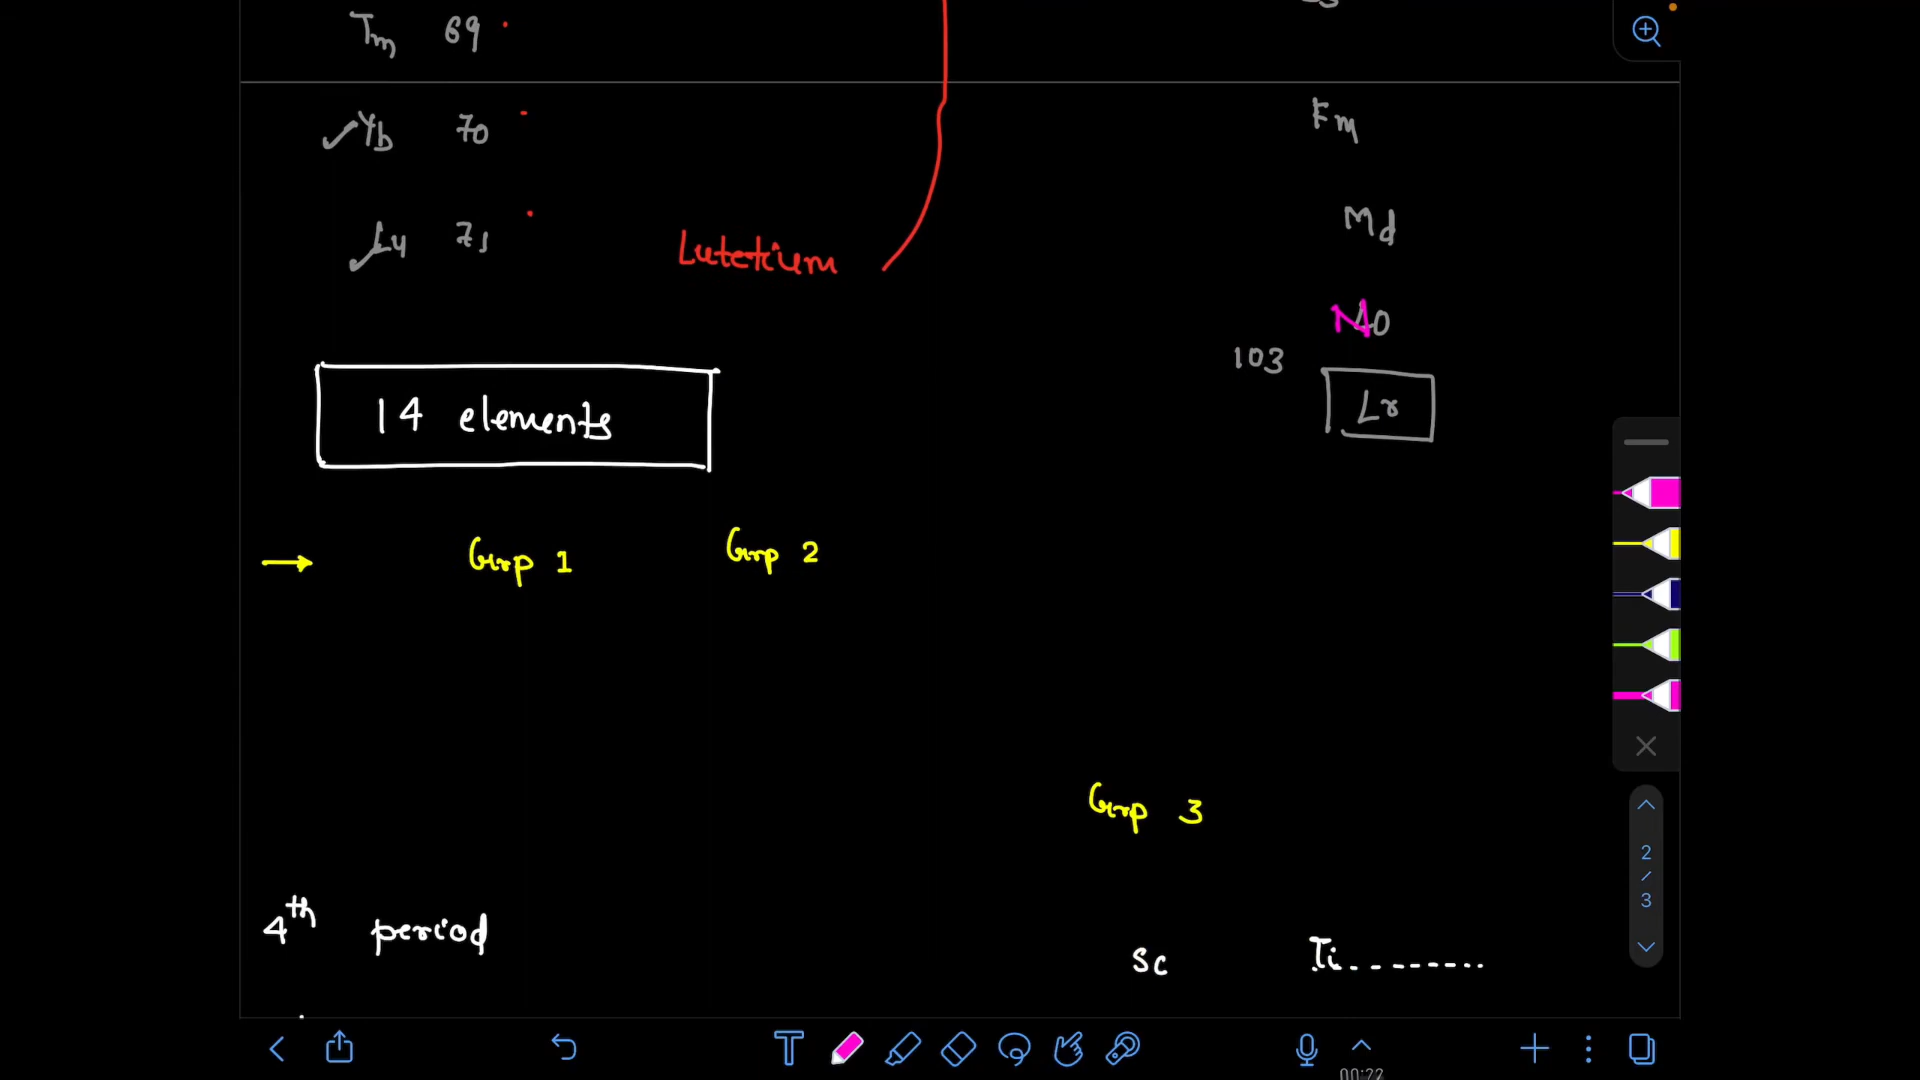 Tm 69
Yb 70
Fm
Lu 71
Lutetium
Md
No
103
Lr
14 elements
Grp 1 Grp 2
Grp 3
4th period
Sc Ti........
2
/
3
T
00:22